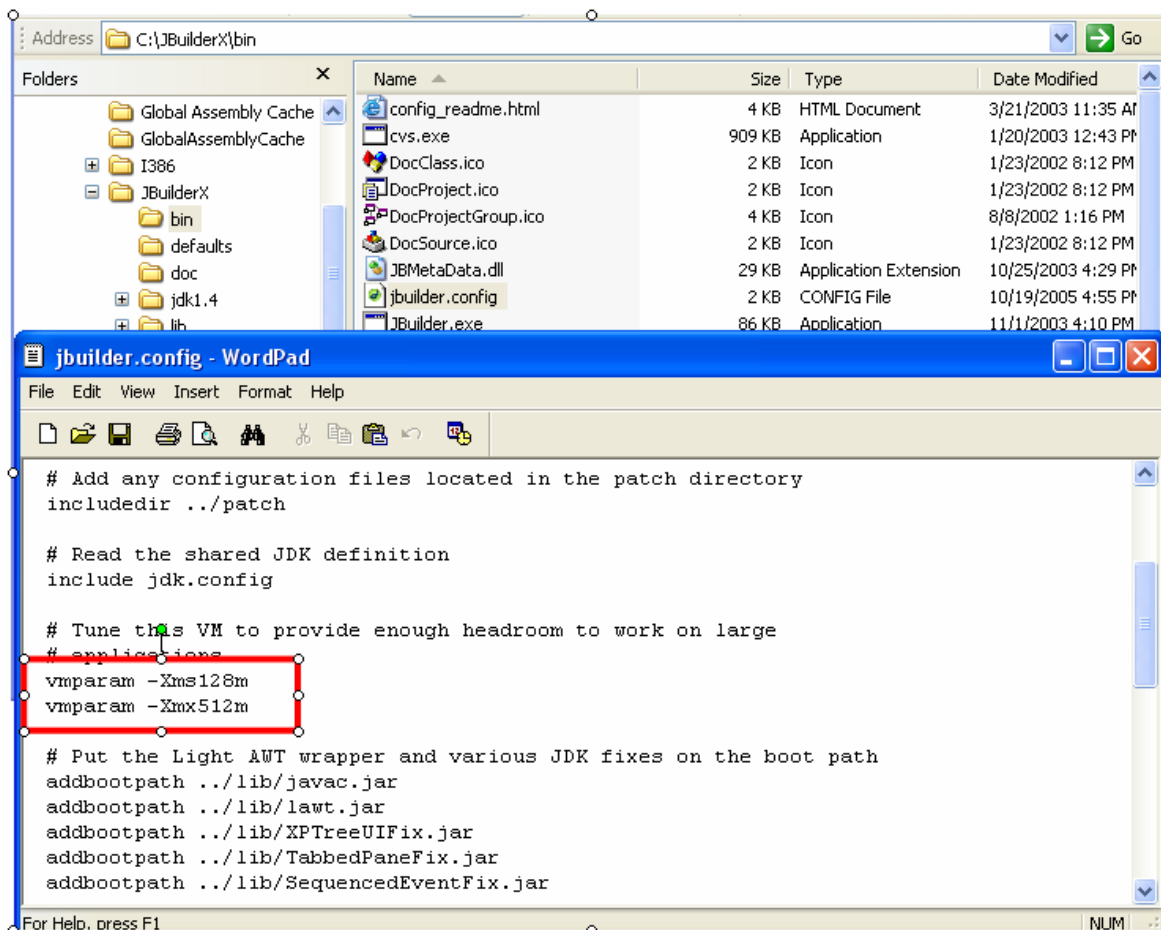 Address C:\JBuilderX\bin Go
Folders × Name Size Type Date Modified
Global Assembly Cache
GlobalAssemblyCache
I386
JBuilderX
bin
defaults
doc
jdk1.4
lib
config_readme.html 4 KB HTML Document 3/21/2003 11:35 AM
cvs.exe 909 KB Application 1/20/2003 12:43 PM
DocClass.ico 2 KB Icon 1/23/2002 8:12 PM
DocProject.ico 2 KB Icon 1/23/2002 8:12 PM
DocProjectGroup.ico 4 KB Icon 8/8/2002 1:16 PM
DocSource.ico 2 KB Icon 1/23/2002 8:12 PM
JBMetaData.dll 29 KB Application Extension 10/25/2003 4:29 PM
jbuilder.config 2 KB CONFIG File 10/19/2005 4:55 PM
JBuilder.exe 86 KB Application 11/1/2003 4:10 PM
jbuilder.config - WordPad
File Edit View Insert Format Help
# Add any configuration files located in the patch directory
includedir ../patch
# Read the shared JDK definition
include jdk.config
# Tune this VM to provide enough headroom to work on large
# applications
vmparam -Xms128m
vmparam -Xmx512m
# Put the Light AWT wrapper and various JDK fixes on the boot path
addbootpath ../lib/javac.jar
addbootpath ../lib/lawt.jar
addbootpath ../lib/XPTreeUIFix.jar
addbootpath ../lib/TabbedPaneFix.jar
addbootpath ../lib/SequencedEventFix.jar
For Help, press F1 NUM